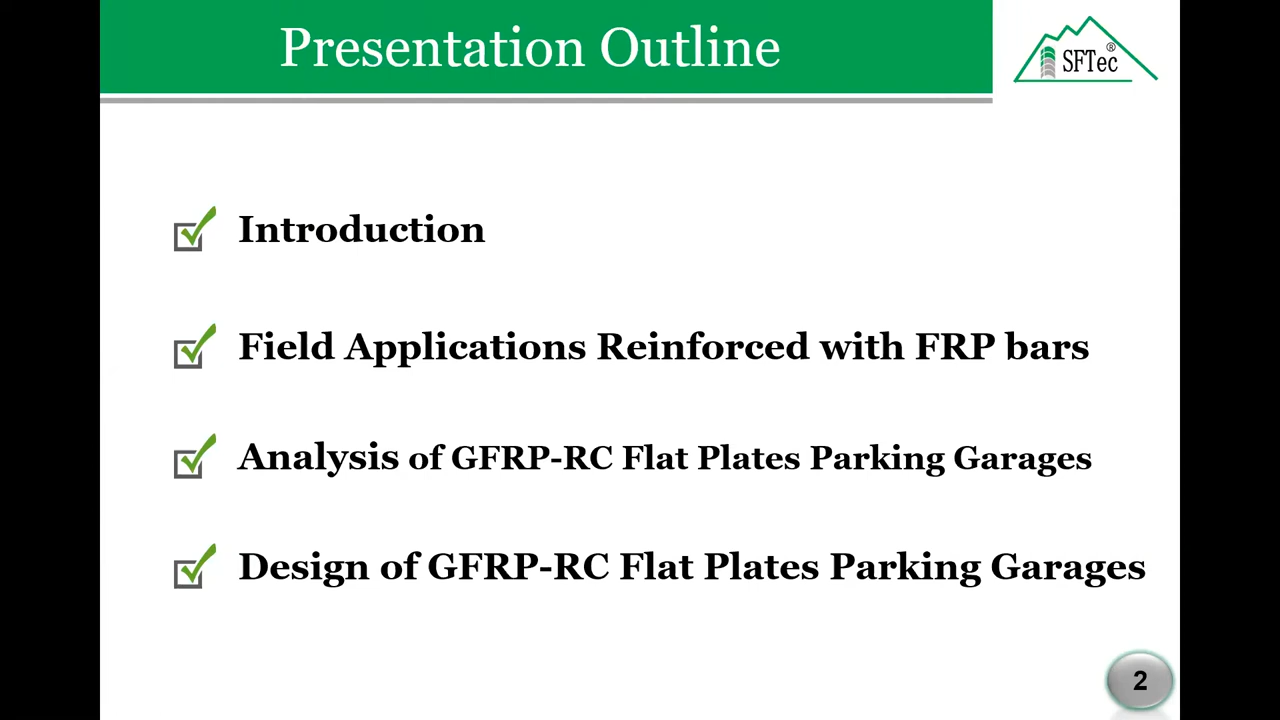 Presentation Outline
SFTec®
Introduction
Field Applications Reinforced with FRP bars
Analysis of GFRP-RC Flat Plates Parking Garages
Design of GFRP-RC Flat Plates Parking Garages
2